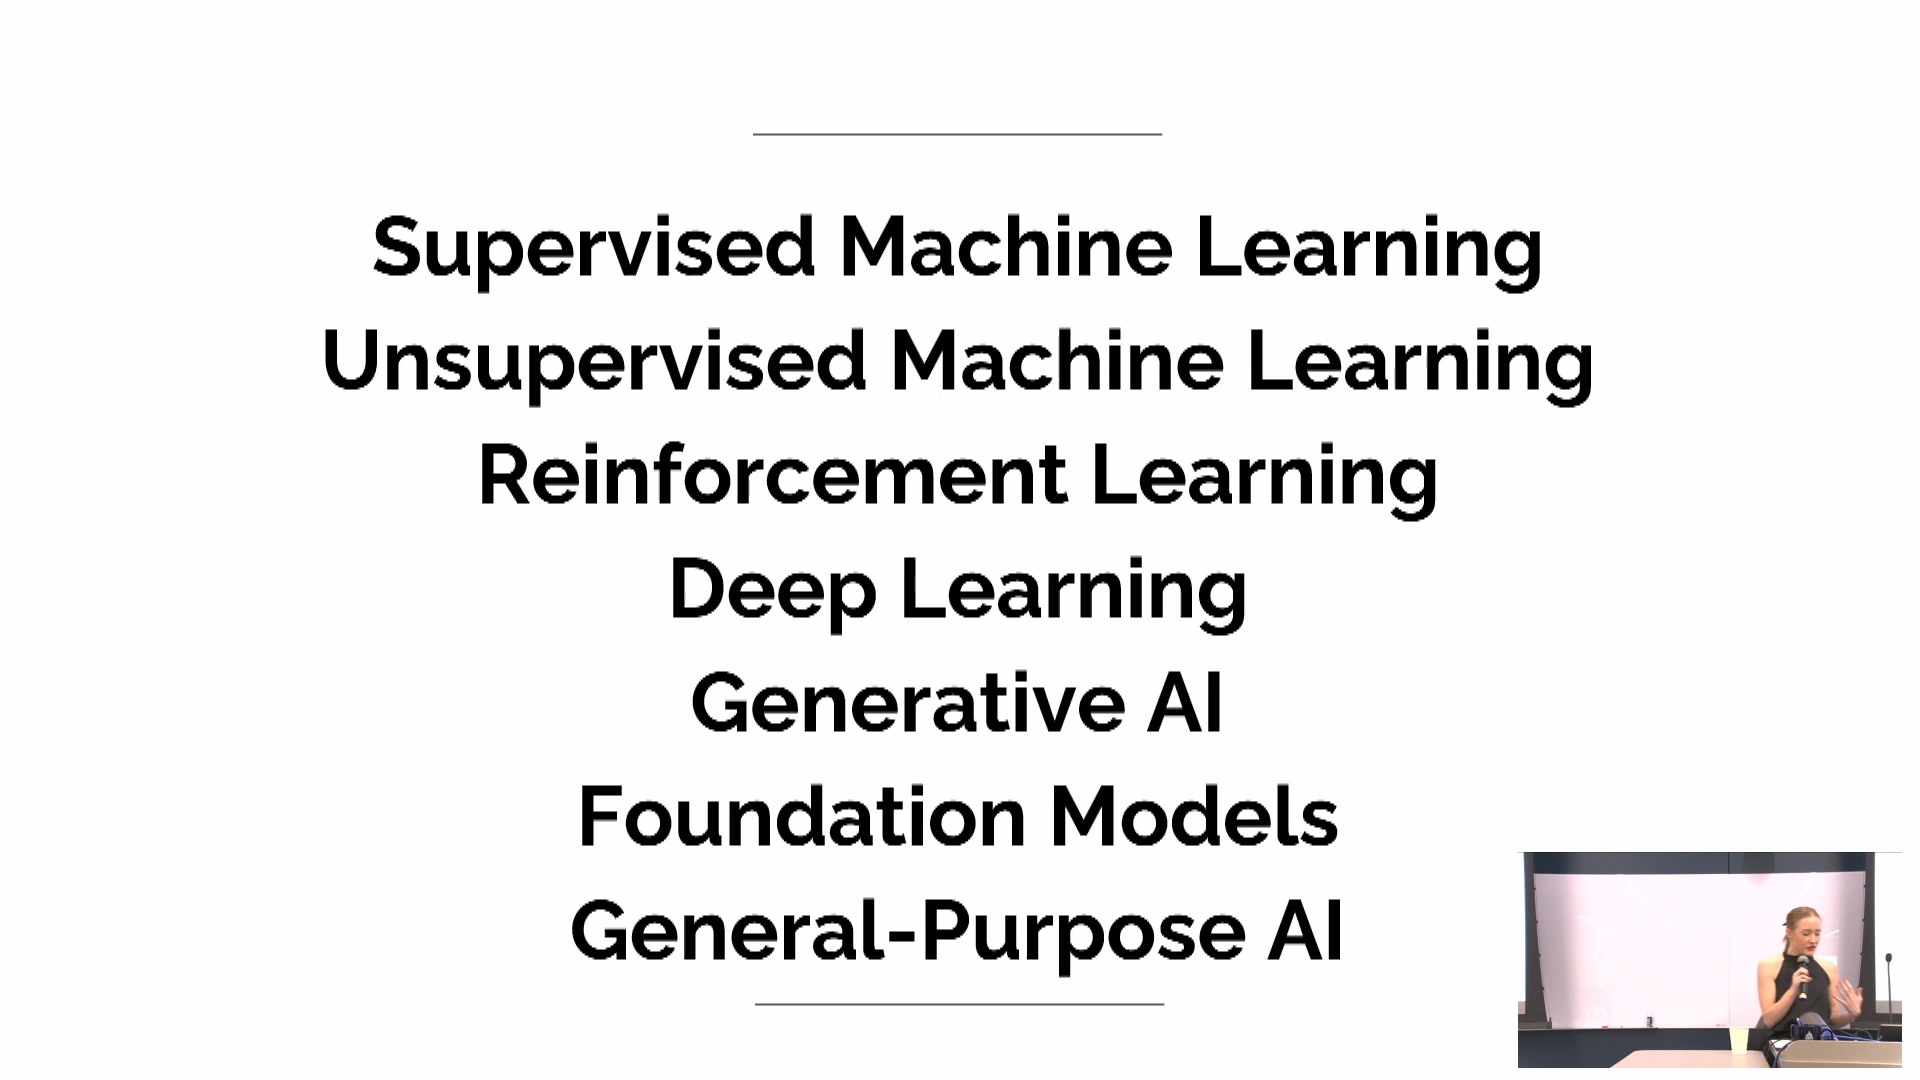 Supervised Machine Learning
Unsupervised Machine Learning
Reinforcement Learning
Deep Learning
Generative AI
Foundation Models
General-Purpose AI